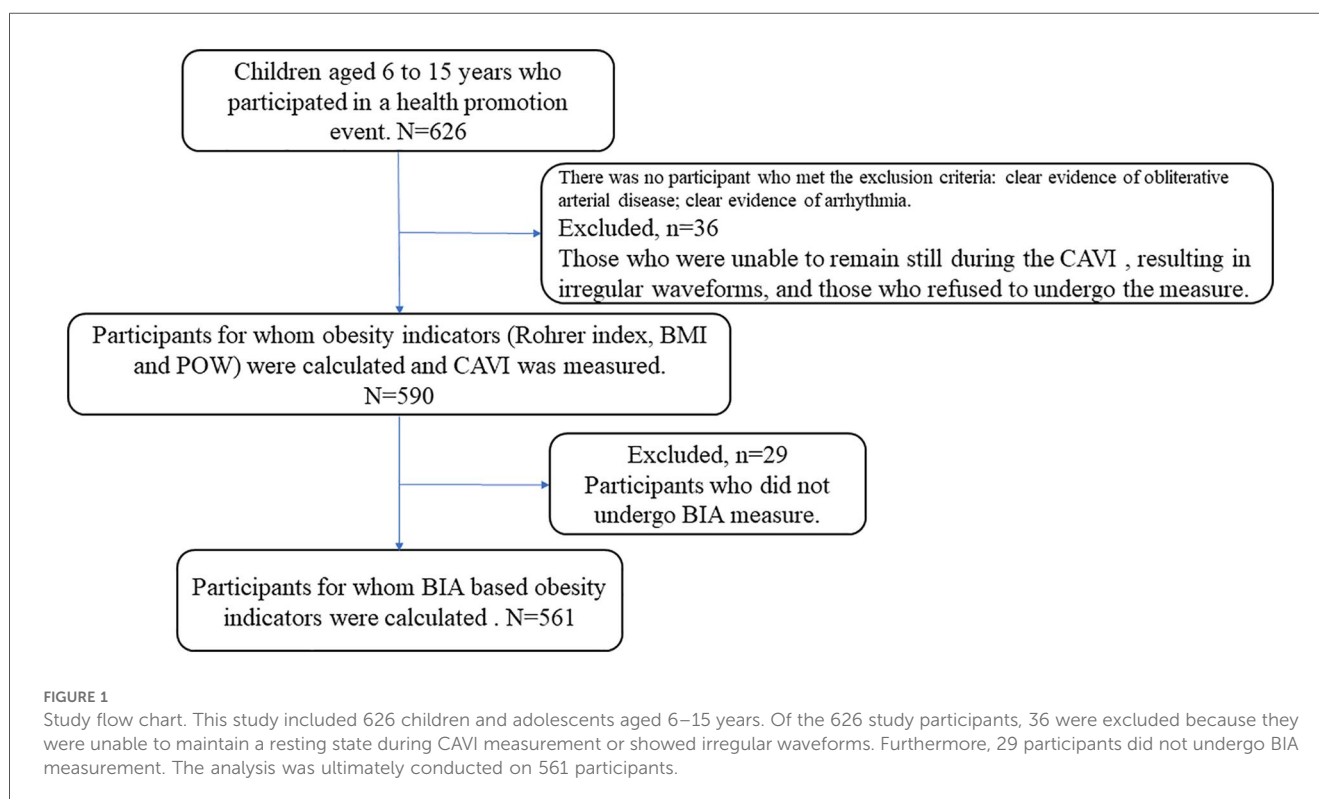 Children aged 6 to 15 years who
participated in a health promotion
event. N=626
There was no participant who met the exclusion criteria: clear evidence of obliterative
arterial disease; clear evidence of arrhythmia.
Excluded, n=36
Those who were unable to remain still during the CAVI , resulting in
irregular waveforms, and those who refused to undergo the measure.
Participants for whom obesity indicators (Rohrer index, BMI
and POW) were calculated and CAVI was measured.
N=590
Excluded, n=29
Participants who did not
undergo BIA measure.
Participants for whom BIA based obesity
indicators were calculated . N=561
FIGURE 1
Study flow chart. This study included 626 children and adolescents aged 6–15 years. Of the 626 study participants, 36 were excluded because they
were unable to maintain a resting state during CAVI measurement or showed irregular waveforms. Furthermore, 29 participants did not undergo BIA
measurement. The analysis was ultimately conducted on 561 participants.